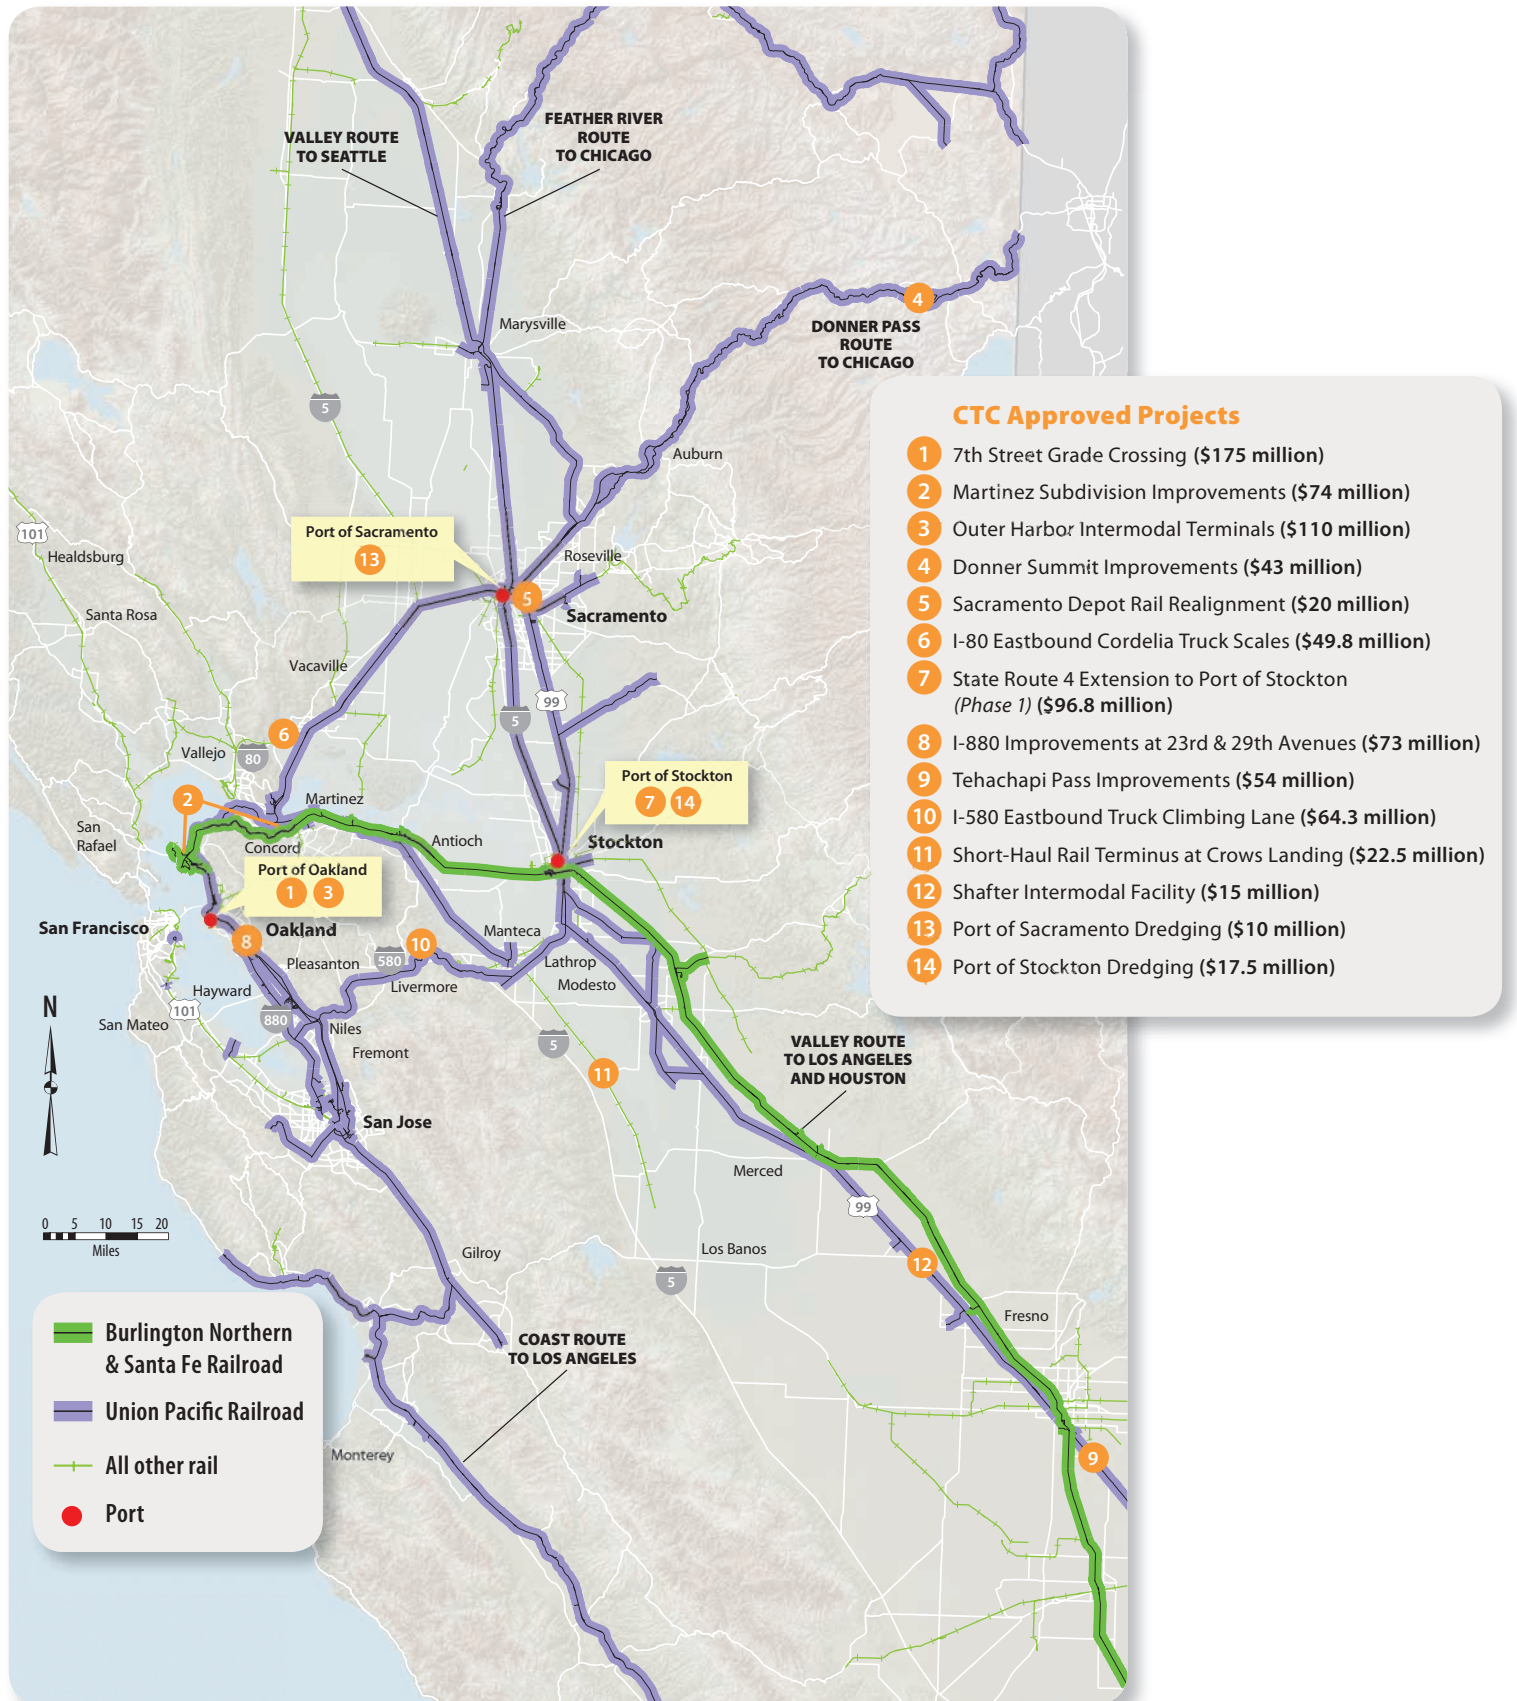 VALLEY ROUTE
TO SEATTLE
FEATHER RIVER
ROUTE
TO CHICAGO
Marysville
4
DONNER PASS
ROUTE
TO CHICAGO
5
Auburn
101
Healdsburg
Port of Sacramento
13
Roseville
5
Sacramento
Santa Rosa
Vacaville
99
5
6
Vallejo
80
Port of Stockton
7 14
2
Martinez
San
Rafael
Concord
Antioch
Stockton
Port of Oakland
1 3
San Francisco
8
Oakland
10
Manteca
Pleasanton
580
Lathrop
Livermore
Modesto
Hayward
101
San Mateo
880
Niles
Fremont
5
11
N
VALLEY ROUTE
TO LOS ANGELES
AND HOUSTON
San Jose
Merced
99
0 5 10 15 20
Miles
Gilroy
Los Banos
5
12
Fresno
COAST ROUTE
TO LOS ANGELES
Monterey
9
CTC Approved Projects
1 7th Street Grade Crossing ($175 million)
2 Martinez Subdivision Improvements ($74 million)
3 Outer Harbor Intermodal Terminals ($110 million)
4 Donner Summit Improvements ($43 million)
5 Sacramento Depot Rail Realignment ($20 million)
6 I-80 Eastbound Cordelia Truck Scales ($49.8 million)
7 State Route 4 Extension to Port of Stockton
(Phase 1) ($96.8 million)
8 I-880 Improvements at 23rd & 29th Avenues ($73 million)
9 Tehachapi Pass Improvements ($54 million)
10 I-580 Eastbound Truck Climbing Lane ($64.3 million)
11 Short-Haul Rail Terminus at Crows Landing ($22.5 million)
12 Shafter Intermodal Facility ($15 million)
13 Port of Sacramento Dredging ($10 million)
14 Port of Stockton Dredging ($17.5 million)
Burlington Northern
& Santa Fe Railroad
Union Pacific Railroad
All other rail
Port